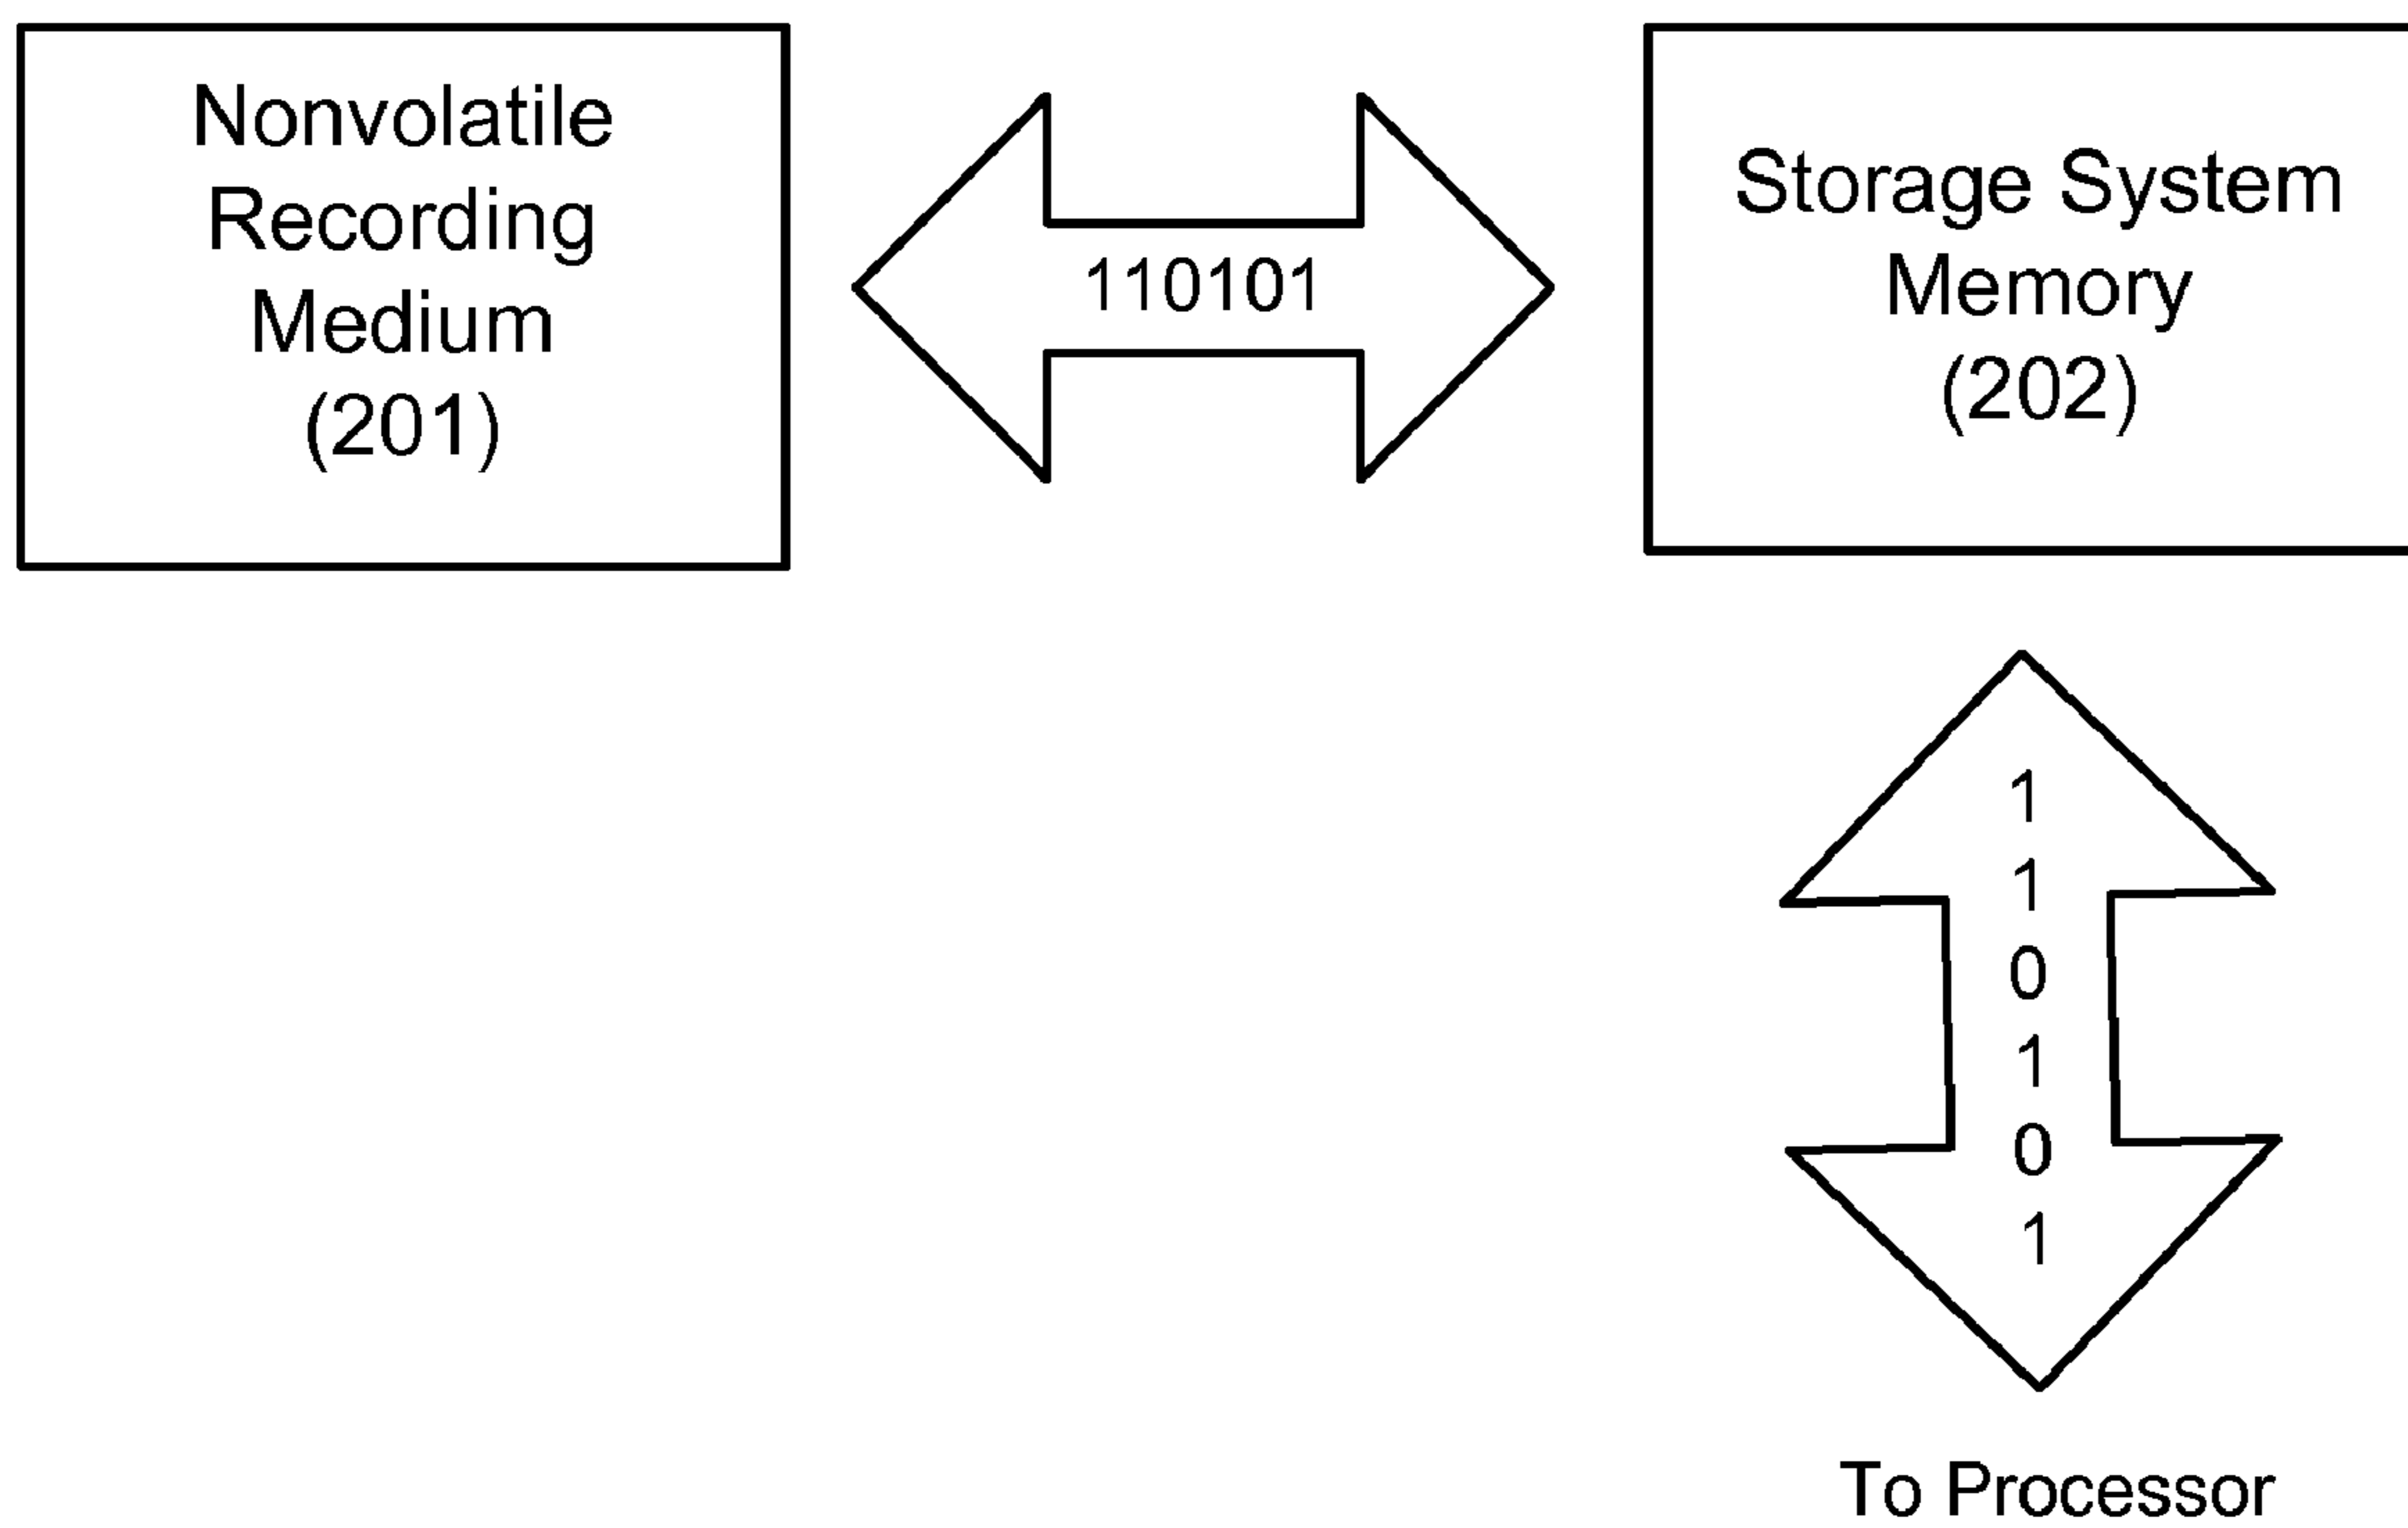 Nonvolatile
Recording
Medium
(201)
110101
Storage System
Memory
(202)
1
1
0
1
0
1
To Processor